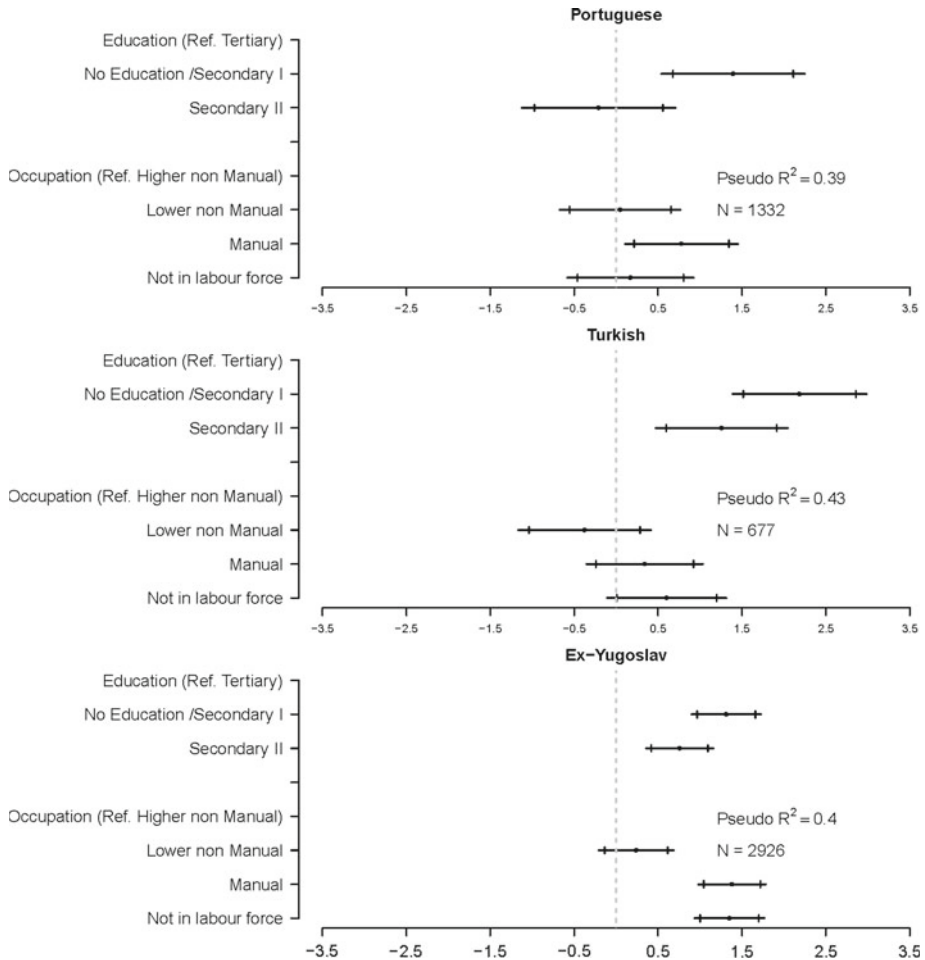 Portuguese
Education (Ref. Tertiary)
No Education /Secondary I
Secondary II
Occupation (Ref. Higher non Manual)
Pseudo R² = 0.39
Lower non Manual
N = 1332
Manual
Not in labour force
−3.5 −2.5 −1.5 −0.5 0.5 1.5 2.5 3.5
Turkish
Education (Ref. Tertiary)
No Education /Secondary I
Secondary II
Occupation (Ref. Higher non Manual)
Pseudo R² = 0.43
Lower non Manual
N = 677
Manual
Not in labour force
−3.5 −2.5 −1.5 −0.5 0.5 1.5 2.5 3.5
Ex−Yugoslav
Education (Ref. Tertiary)
No Education /Secondary I
Secondary II
Occupation (Ref. Higher non Manual)
Pseudo R² = 0.4
Lower non Manual
N = 2926
Manual
Not in labour force
−3.5 −2.5 −1.5 −0.5 0.5 1.5 2.5 3.5